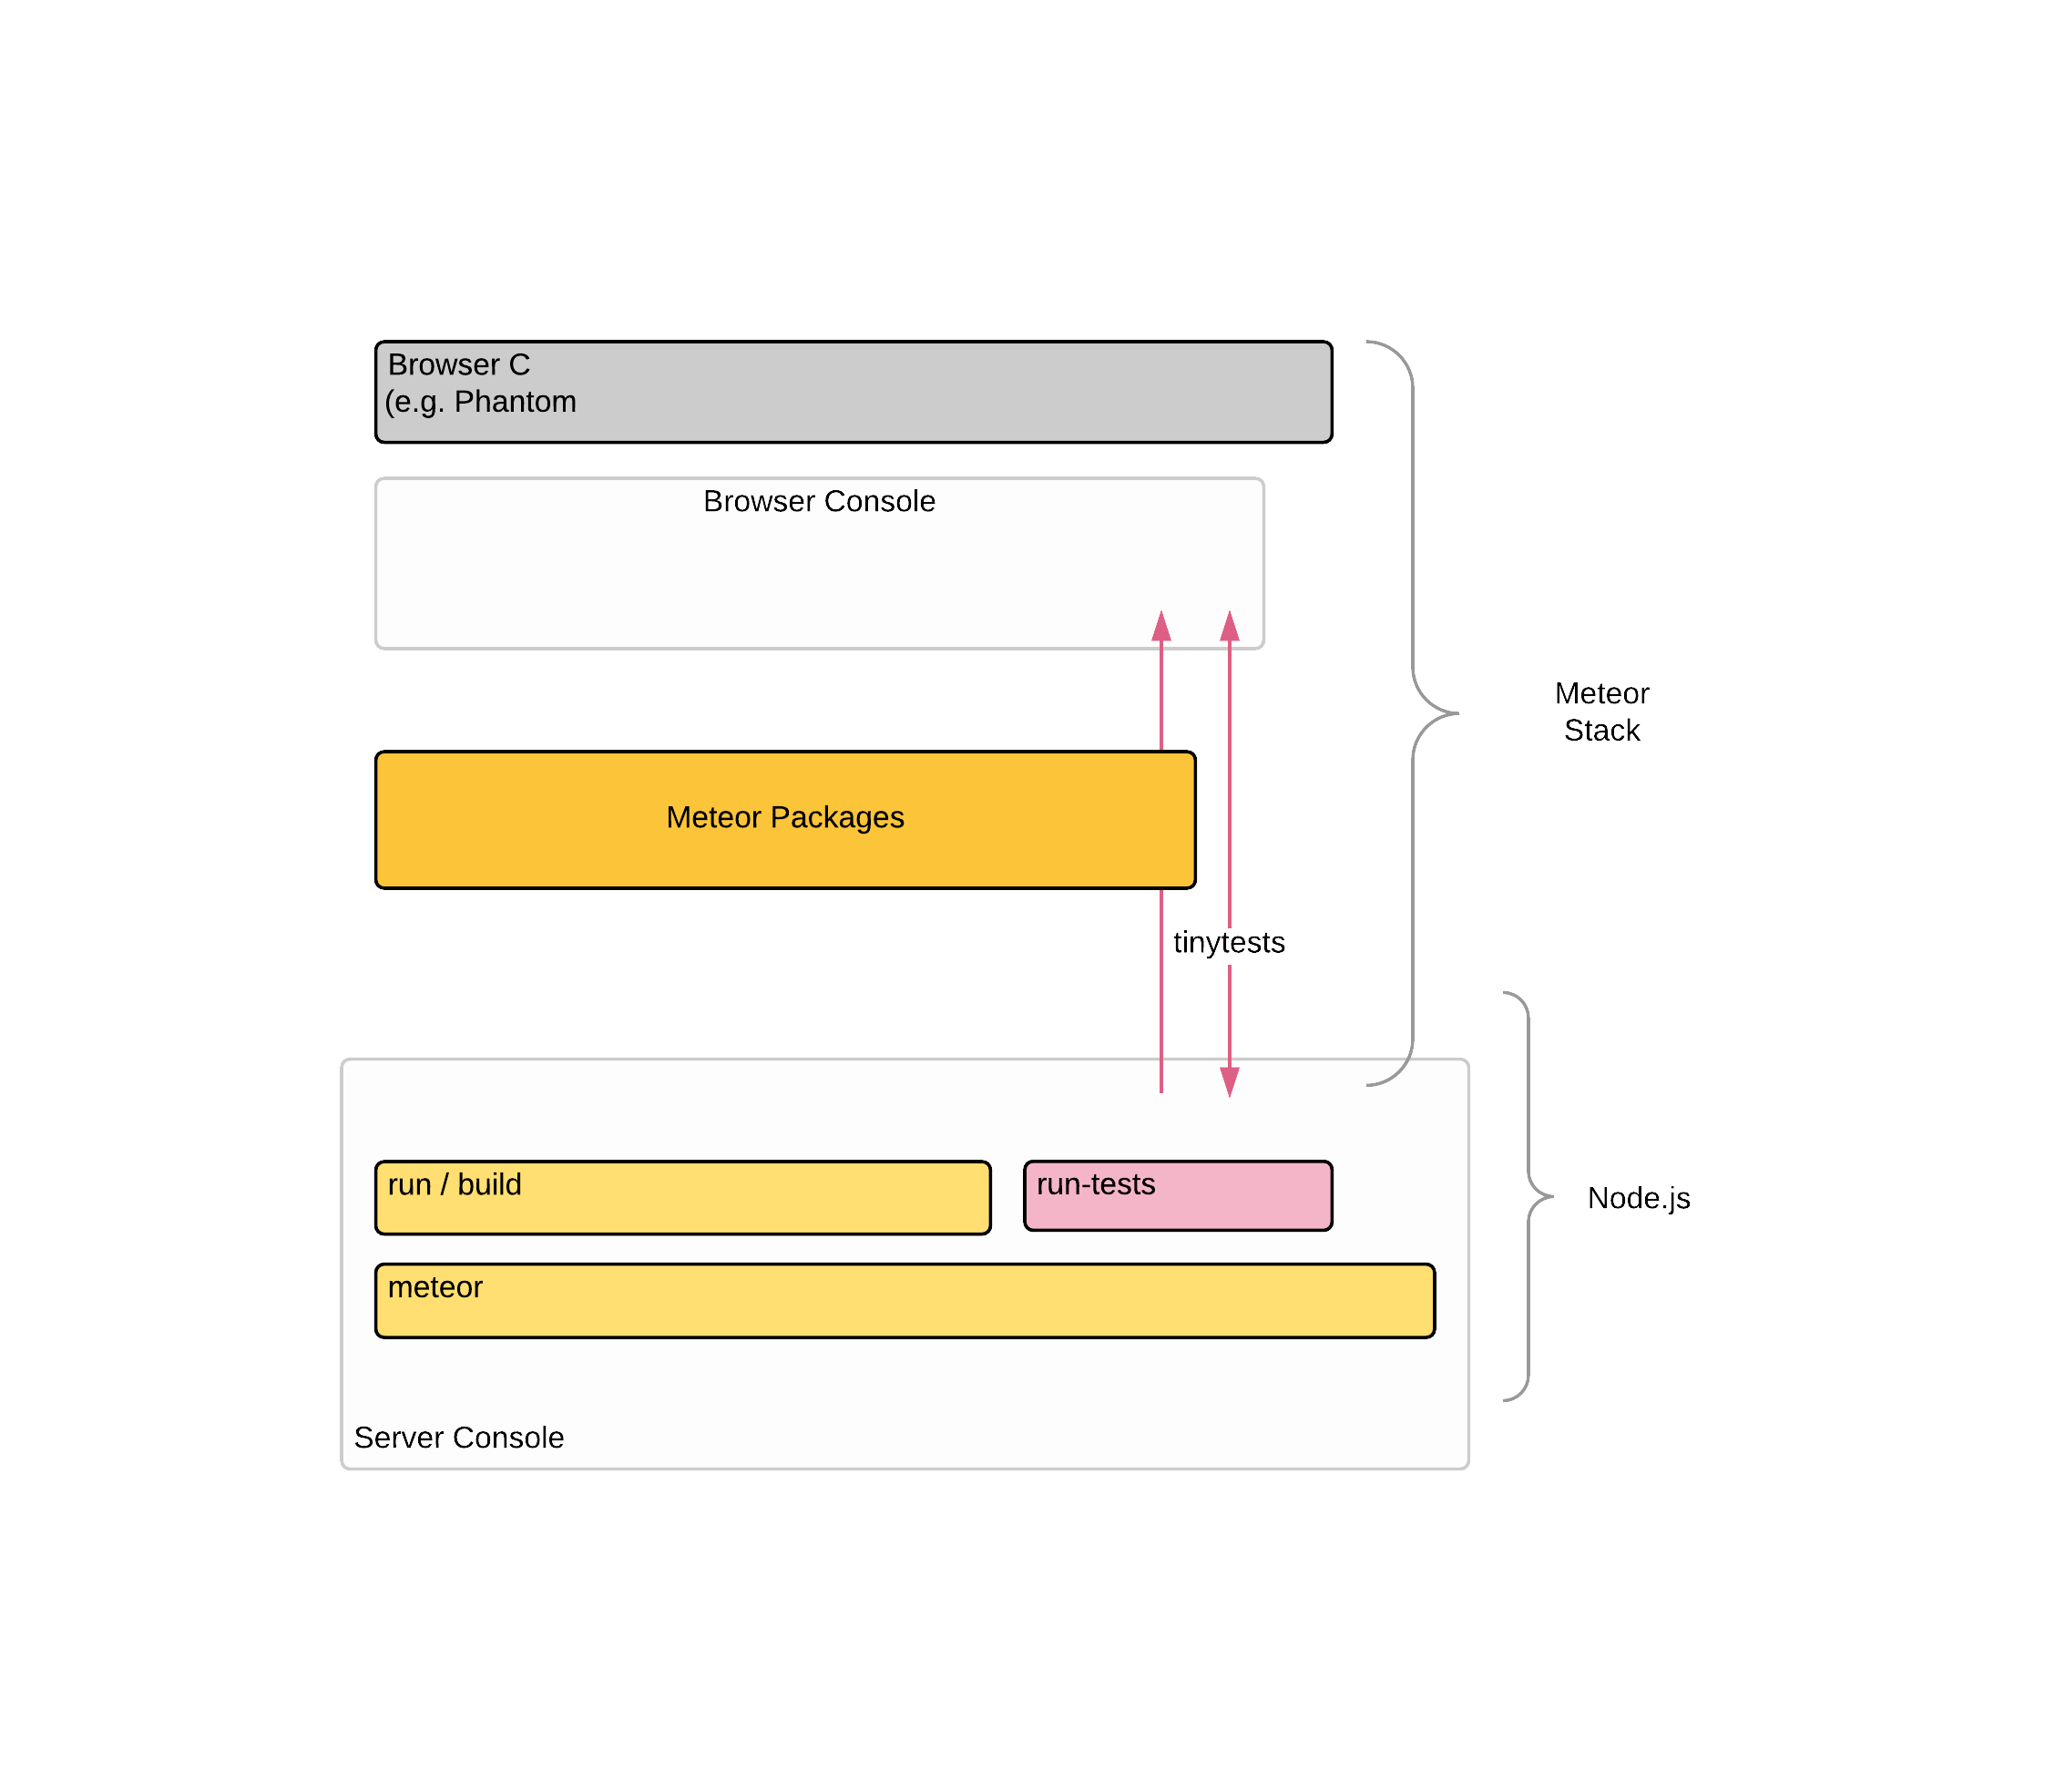 Browser C
(e.g. Phantom
Browser Console
Meteor
Stack
Meteor Packages
tinytests
run / build
run-tests
Node.js
meteor
Server Console